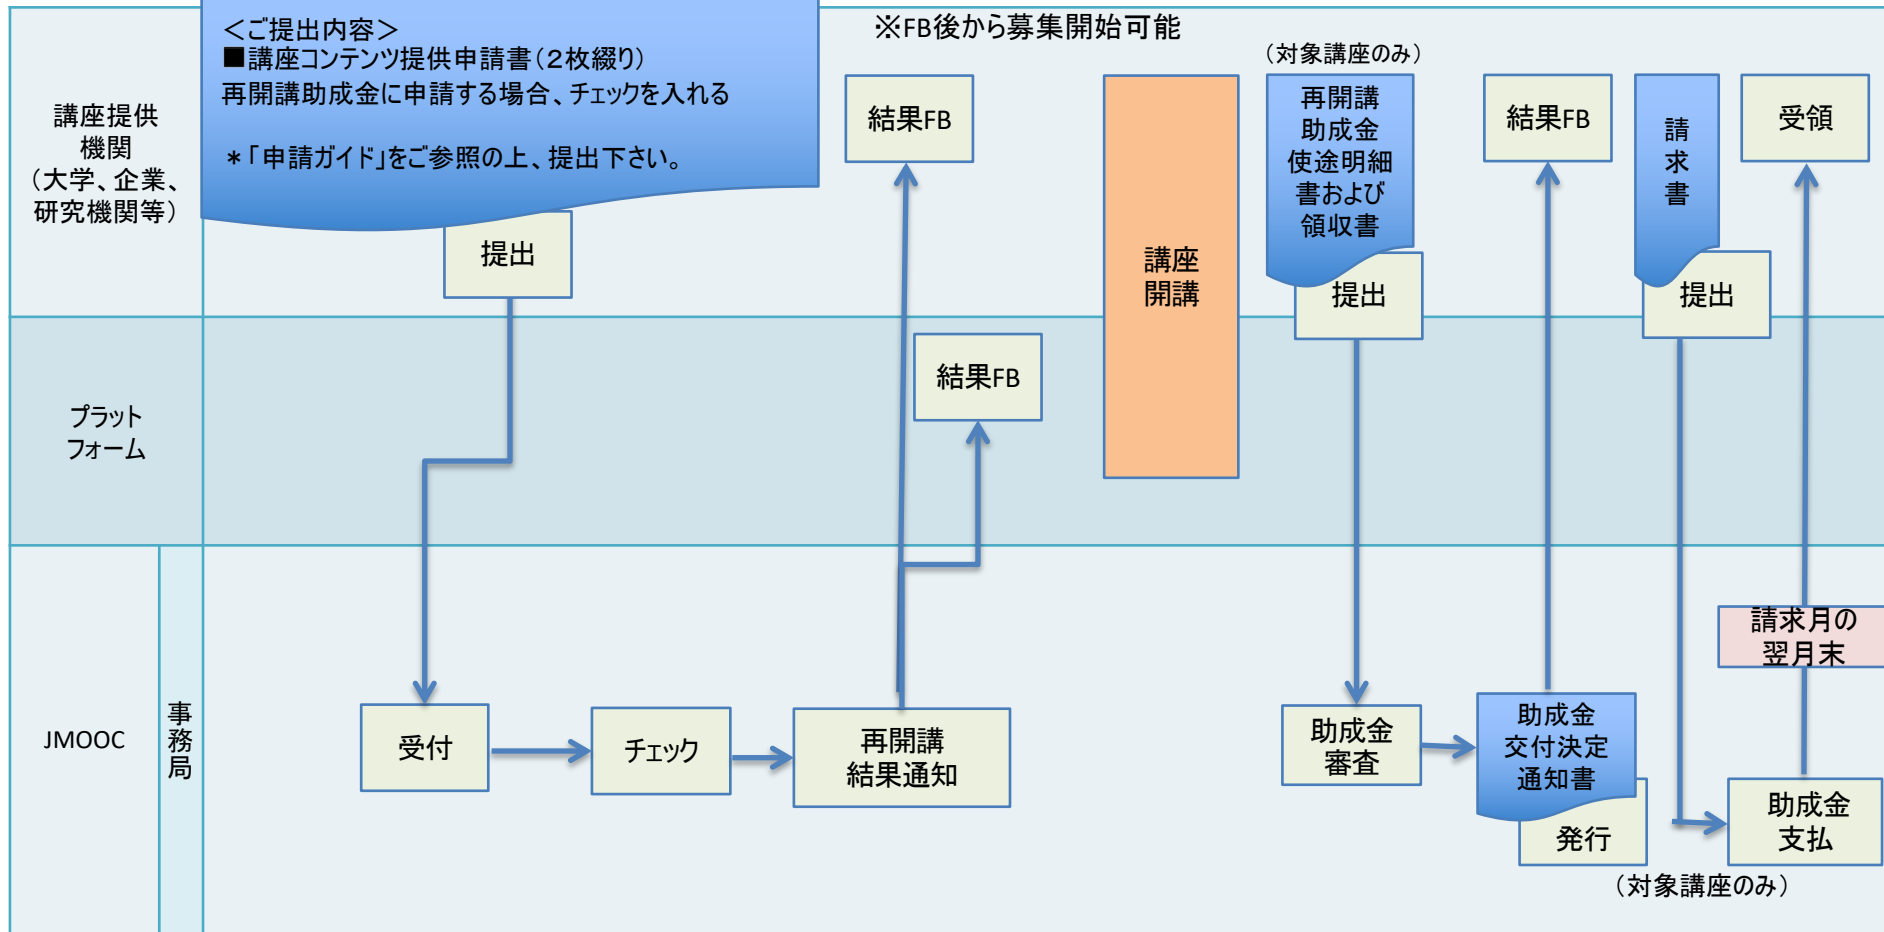 ＜ご提出内容＞
■講座コンテンツ提供申請書（２枚綴り）
再開講助成金に申請する場合、チェックを入れる
＊「申請ガイド」をご参照の上、提出下さい。
※FB後から募集開始可能
講座提供
機関
（大学、企業、
研究機関等）
提出
結果FB
講座
開講
（対象講座のみ）
再開講
助成金
使途明細
書および
領収書
提出
結果FB
請
求
書
提出
受領
プラット
フォーム
結果FB
JMOOC
事
務
局
受付
チェック
再開講
結果通知
助成金
審査
助成金
交付決定
通知書
発行
請求月の
翌月末
助成金
支払
（対象講座のみ）